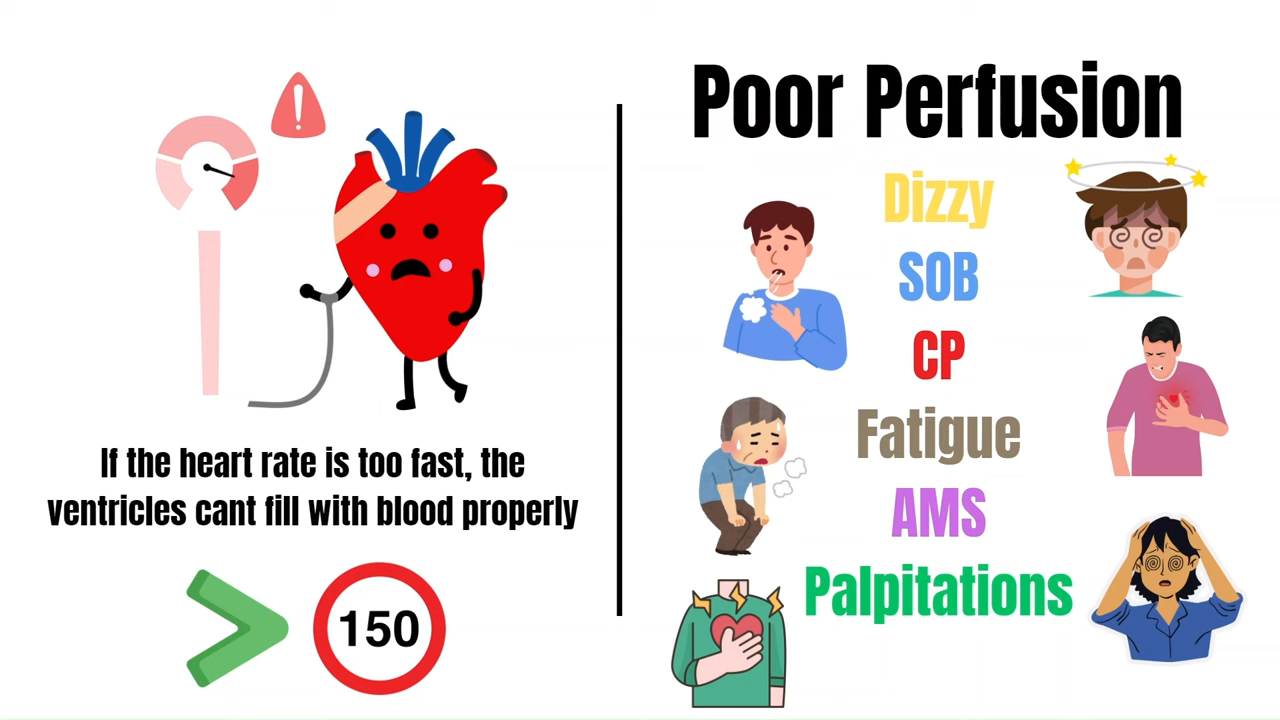 If the heart rate is too fast, the
ventricles cant fill with blood properly
150
Poor Perfusion
Dizzy
SOB
CP
Fatigue
AMS
Palpitations